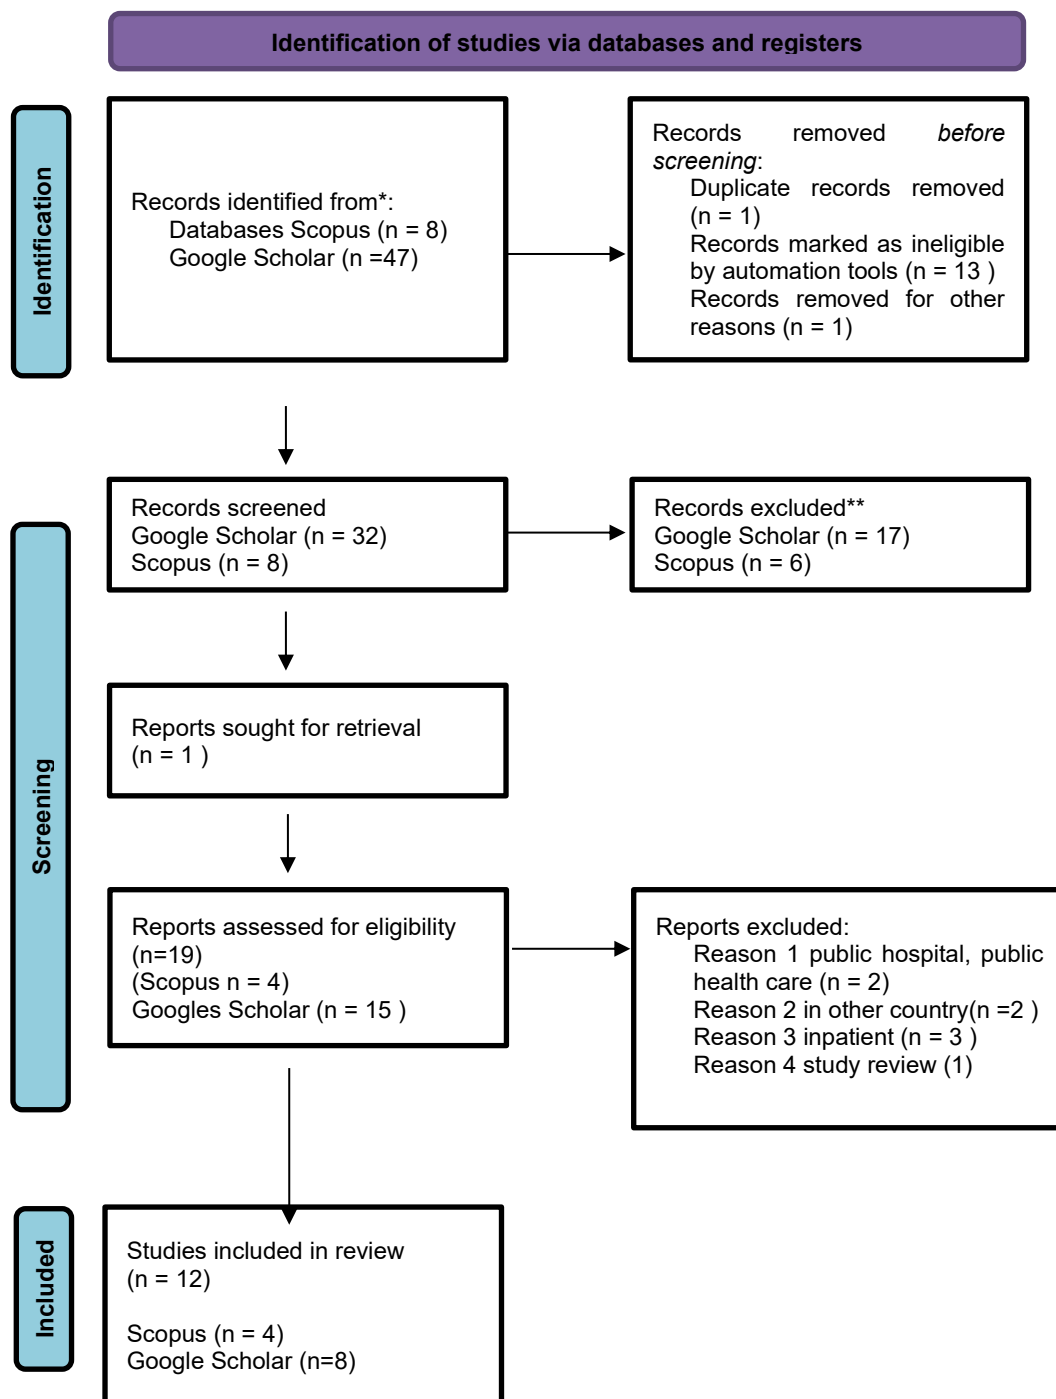 Identification of studies via databases and registers
Identification
Records identified from*:
Databases Scopus (n = 8)
Google Scholar (n =47)
Records removed before
screening:
Duplicate records removed
(n = 1)
Records marked as ineligible
by automation tools (n = 13 )
Records removed for other
reasons (n = 1)
Screening
Records screened
Google Scholar (n = 32)
Scopus (n = 8)
Records excluded**
Google Scholar (n = 17)
Scopus (n = 6)
Reports sought for retrieval
(n = 1 )
Reports assessed for eligibility
(n=19)
(Scopus n = 4)
Googles Scholar (n = 15 )
Reports excluded:
Reason 1 public hospital, public
health care (n = 2)
Reason 2 in other country(n =2 )
Reason 3 inpatient (n = 3 )
Reason 4 study review (1)
Included
Studies included in review
(n = 12)
Scopus (n = 4)
Google Scholar (n=8)